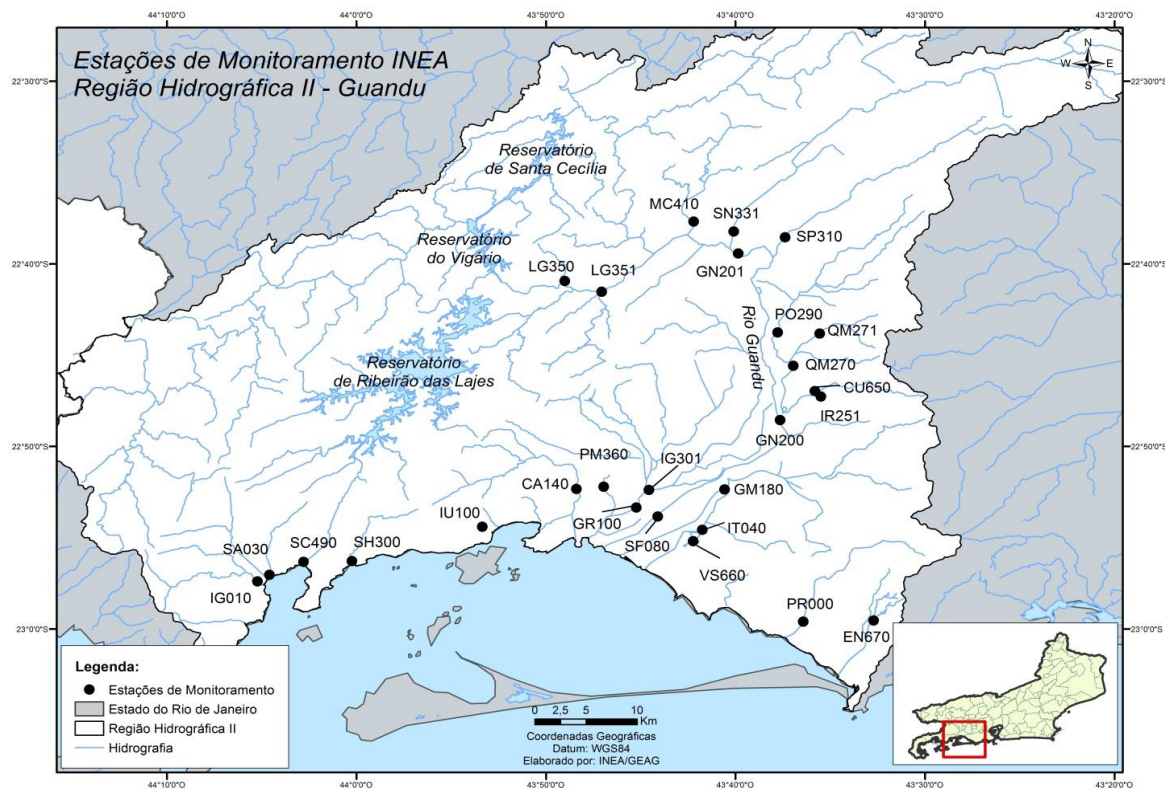 44°10'0"O
44°0'0"O
43°50'0"O
43°40'0"O
43°30'0"O
43°20'0"O
Estações de Monitoramento INEA
Região Hidrográfica II - Guandu
N
W
E
S
22°30'0"S
22°30'0"S
Reservatório
de Santa Cecília
MC410
SN331
SP310
Reservatório
do Vigário
GN201
22°40'0"S
22°40'0"S
LG350
LG351
Rio Guandu
PO290
QM271
Reservatório
de Ribeirão das Lajes
QM270
CU650
IR251
GN200
22°50'0"S
22°50'0"S
PM360
IG301
CA140
GM180
IU100
GR100
SF080
IT040
SA030
SC490
SH300
VS660
IG010
PR000
EN670
23°0'0"S
23°0'0"S
Legenda:
Estações de Monitoramento
Estado do Rio de Janeiro
Região Hidrográfica II
Hidrografia
0 2,5 5 10
Km
Coordenadas Geográficas
Datum: WGS84
Elaborado por: INEA/GEAG
44°10'0"O
44°0'0"O
43°50'0"O
43°40'0"O
43°30'0"O
43°20'0"O